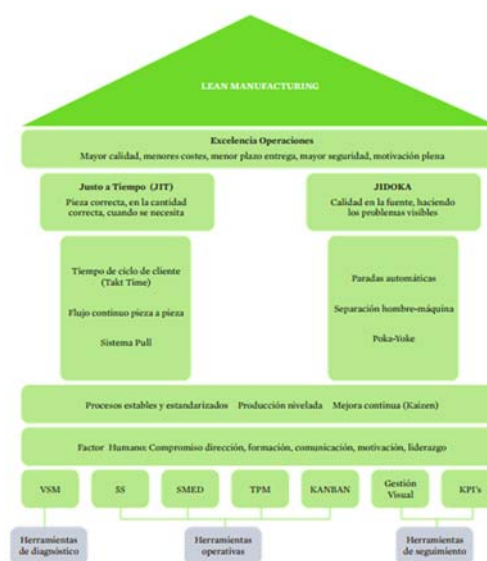 LEAN MANUFACTURING
Excelencia Operaciones
Mayor calidad, menores costes, menor plazo entrega, mayor seguridad, motivación plena
Justo a Tiempo (JIT)
Pieza correcta, en la cantidad
correcta, cuando se necesita
JIDOKA
Calidad en la fuente, haciendo
los problemas visibles
Tiempo de ciclo de cliente
(Takt Time)
Flujo continuo pieza a pieza
Sistema Pull
Paradas automáticas
Separación hombre-máquina
Poka-Yoke
Procesos estables y estandarizados Producción nivelada Mejora continua (Kaizen)
Factor Humano: Compromiso dirección, formación, comunicación, motivación, liderazgo
VSM
5S
SMED
TPM
KANBAN
Gestión
Visual
KPI's
Herramientas
de diagnóstico
Herramientas
operativas
Herramientas
de seguimiento